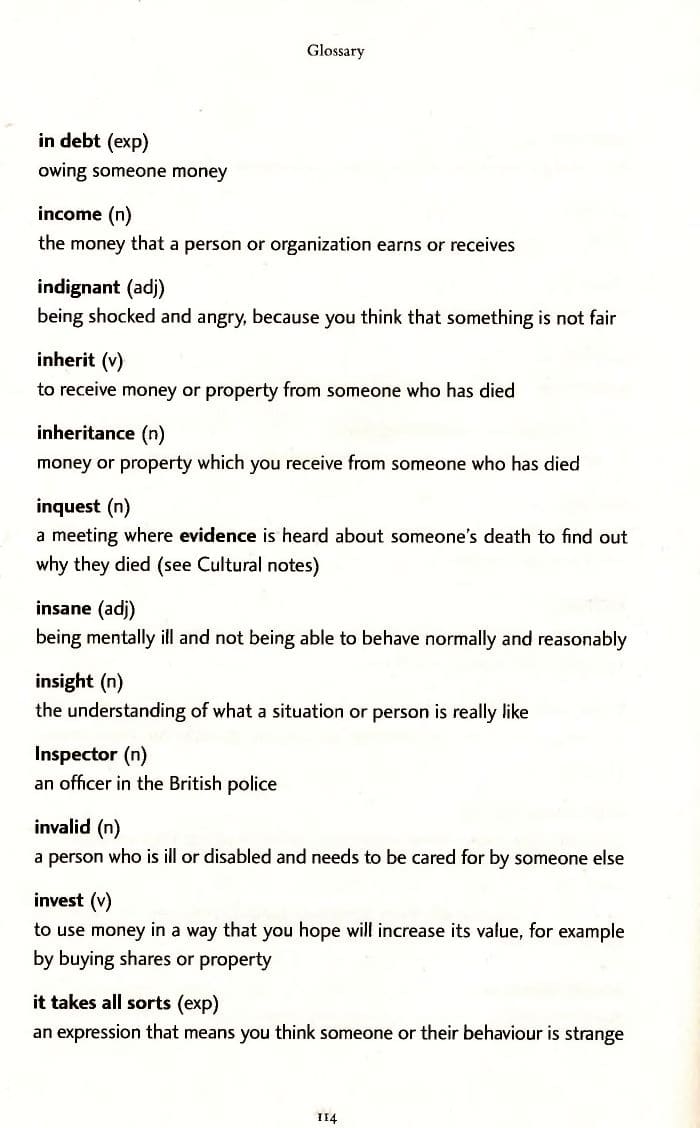 Glossary
in debt (exp)
owing someone money
income (n)
the money that a person or organization earns or receives
indignant (adj)
being shocked and angry, because you think that something is not fair
inherit (v)
to receive money or property from someone who has died
inheritance (n)
money or property which you receive from someone who has died
inquest (n)
a meeting where evidence is heard about someone's death to find out
why they died (see Cultural notes)
insane (adj)
being mentally ill and not being able to behave normally and reasonably
insight (n)
the understanding of what a situation or person is really like
Inspector (n)
an officer in the British police
invalid (n)
a person who is ill or disabled and needs to be cared for by someone else
invest (v)
to use money in a way that you hope will increase its value, for example
by buying shares or property
it takes all sorts (exp)
an expression that means you think someone or their behaviour is strange
114